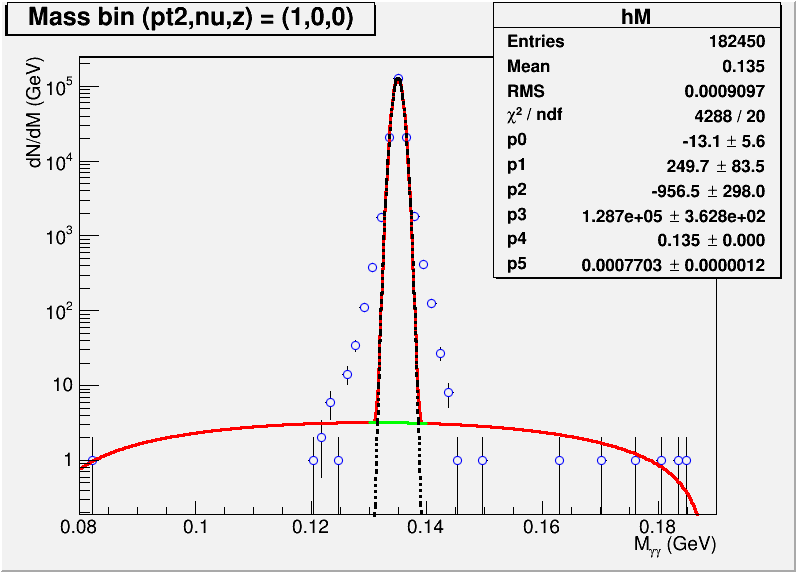 Mass bin (pt2,nu,z) = (1,0,0)
hM
Entries 182450
Mean 0.135
RMS 0.0009097
χ² / ndf 4288 / 20
p0 -13.1 ± 5.6
p1 249.7 ± 83.5
p2 -956.5 ± 298.0
p3 1.287e+05 ± 3.628e+02
p4 0.135 ± 0.000
p5 0.0007703 ± 0.0000012
dN/dM (GeV)
10⁵
10⁴
10³
10²
10
1
0.08 0.1 0.12 0.14 0.16 0.18
Mγγ (GeV)